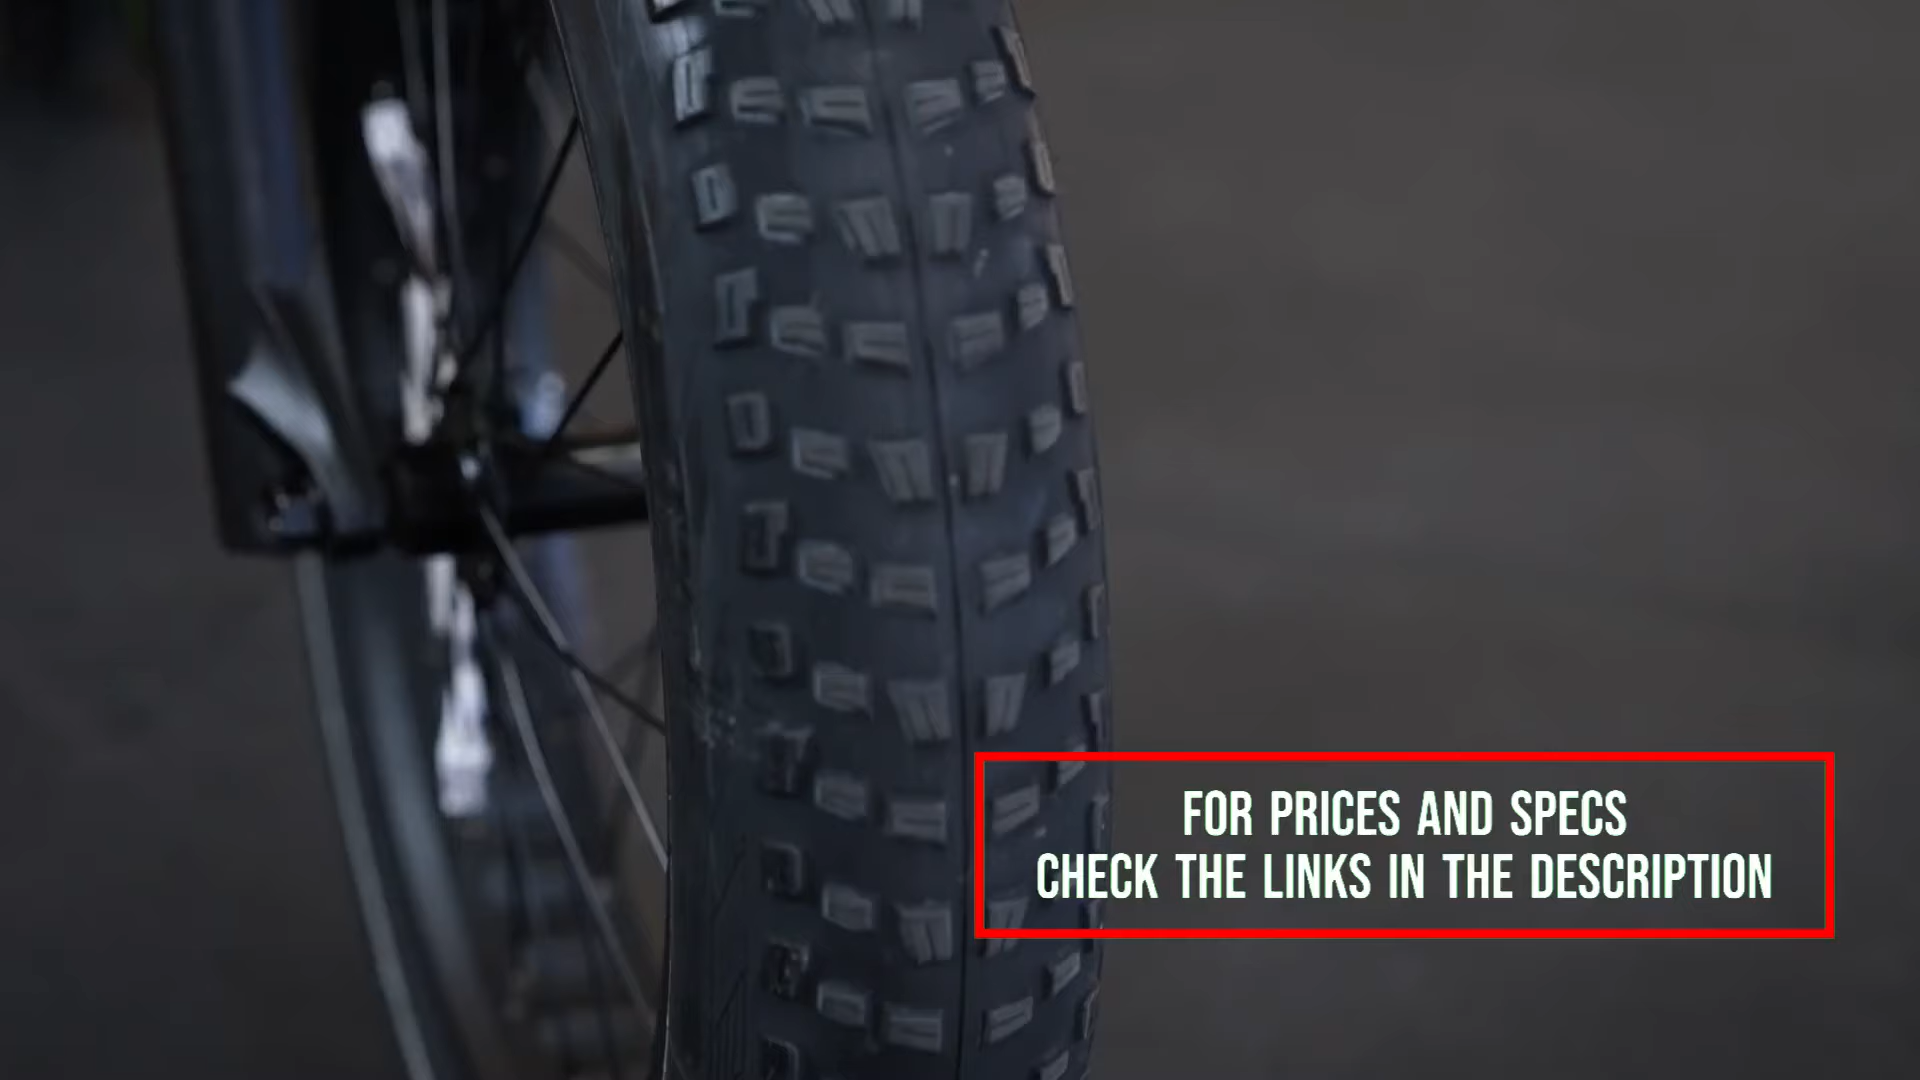 FOR PRICES AND SPECS
CHECK THE LINKS IN THE DESCRIPTION